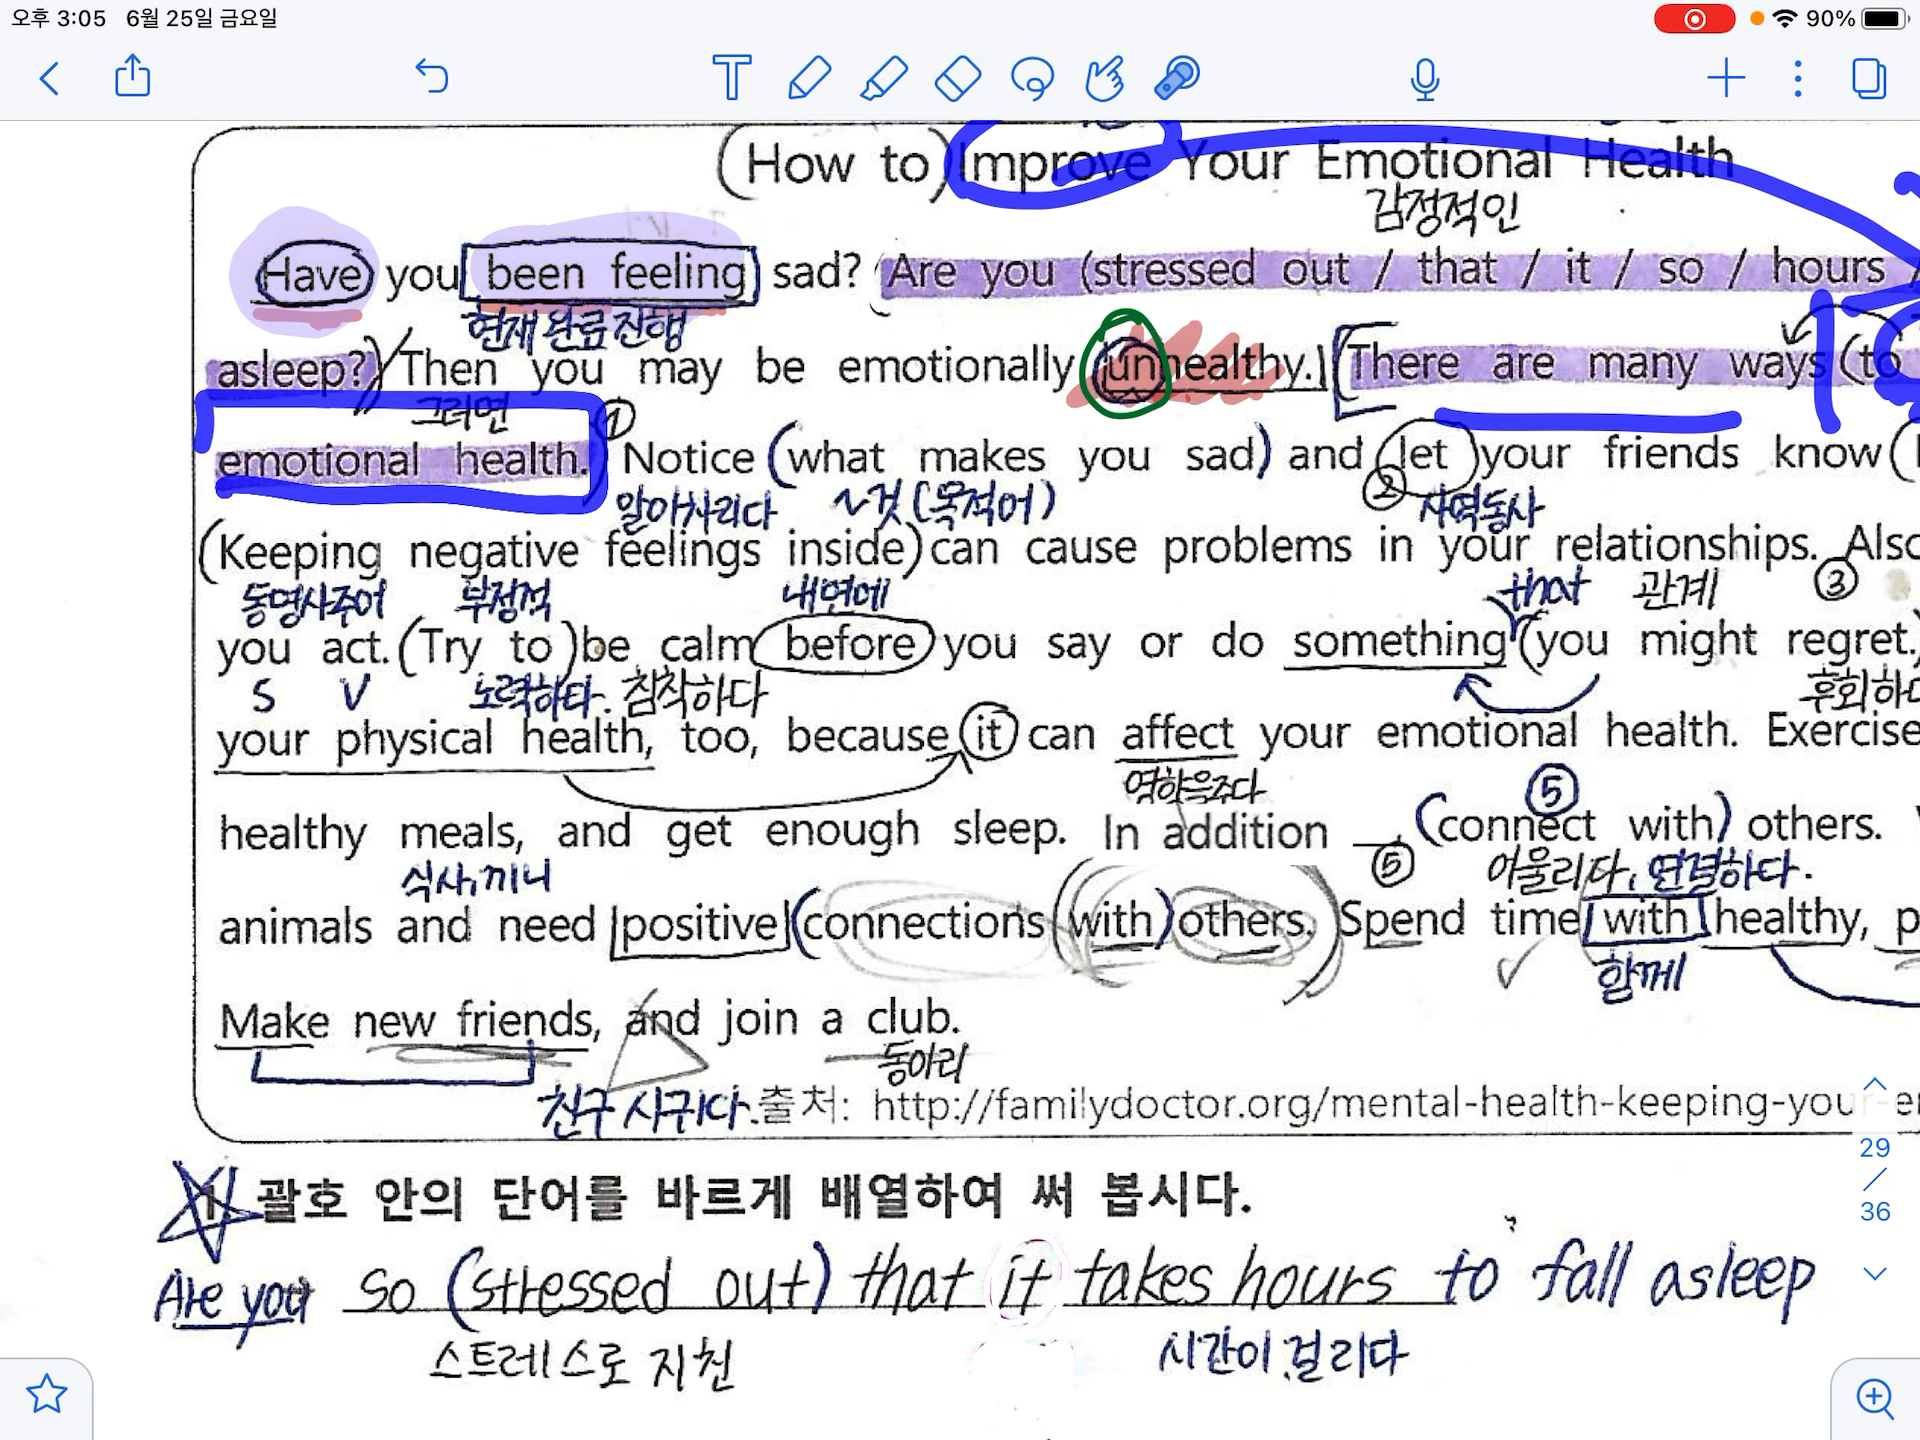 오후 3:05 6월 25일 금요일 90%
(How to) Improve Your Emotional Health
감정적인
Have you been feeling sad? (Are you (stressed out / that / it / so / hours /
현재완료진행
asleep?) Then you may be emotionally unhealthy. There are many ways (to
그러면
① 
emotional health. Notice (what makes you sad) and let your friends know (
알아차리다 ~것 (목적어) ② 사역동사
(Keeping negative feelings inside) can cause problems in your relationships. Also
동명사주어 부정적 내면에 that 관계 ③
you act. (Try to) be calm before you say or do something (you might regret.)
S V 노력하다. 침착하다 후회하다
your physical health, too, because it can affect your emotional health. Exercise
영향을주다 ⑤
healthy meals, and get enough sleep. In addition, (connect with) others.
식사, 끼니 ⑤ 어울리다, 연결하다.
animals and need positive (connections (with) others.) Spend time with healthy, p
함께
Make new friends, and join a club.
동아리
친구 사귀다. 출처: http://familydoctor.org/mental-health-keeping-your-e
29
/
36
1. 괄호 안의 단어를 바르게 배열하여 써 봅시다.
Are you so (stressed out) that it takes hours to fall asleep
스트레스로 지친 시간이 걸리다